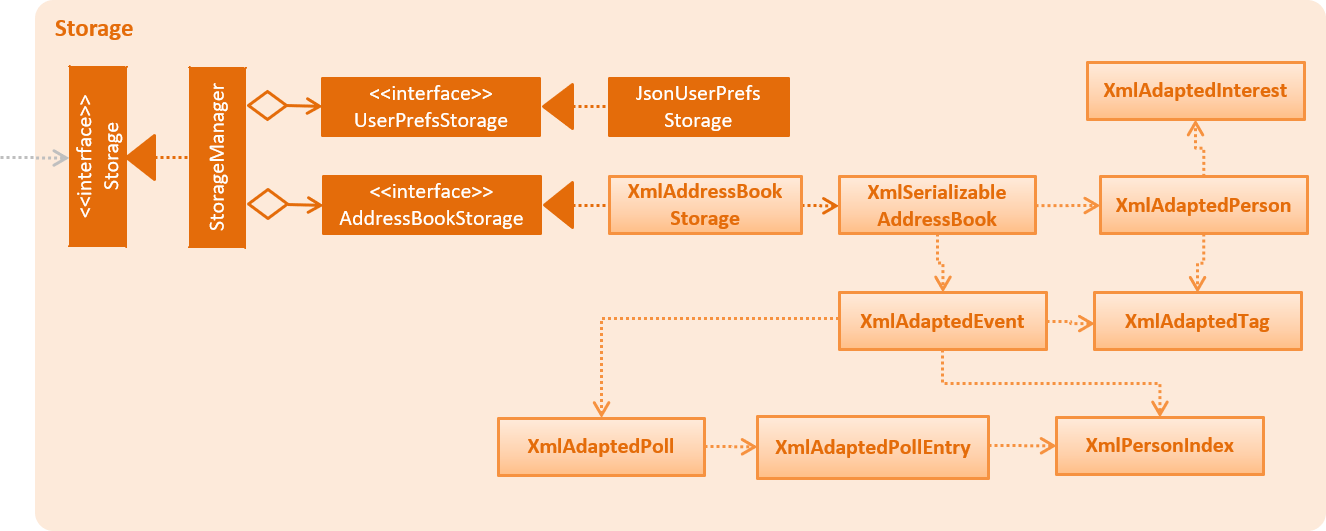 Storage
<<interface>>
Storage
StorageManager
<<interface>>
UserPrefsStorage
JsonUserPrefs
Storage
XmlAdaptedInterest
<<interface>>
AddressBookStorage
XmlAddressBook
Storage
XmlSerializable
AddressBook
XmlAdaptedPerson
XmlAdaptedEvent
XmlAdaptedTag
XmlAdaptedPoll
XmlAdaptedPollEntry
XmlPersonIndex